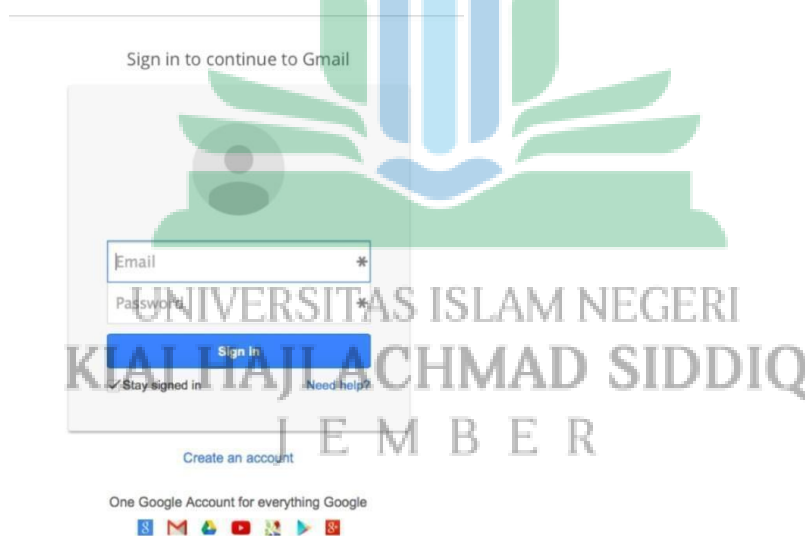 Sign in to continue to Gmail
Email
Password
UNIVERSITAS ISLAM NEGERI
Sign in
KIAI HAJI ACHMAD SIDDIQ
Stay signed in
Need help?
JEMBER
Create an account
One Google Account for everything Google